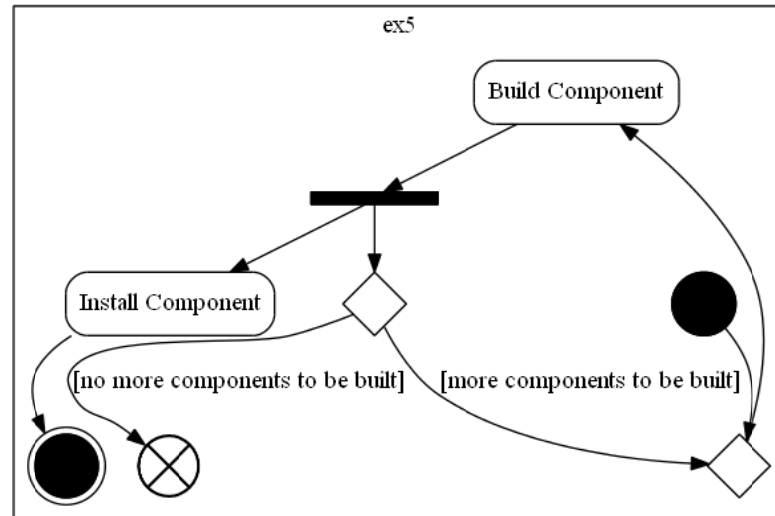 ex5
Build Component
Install Component
[no more components to be built]
[more components to be built]